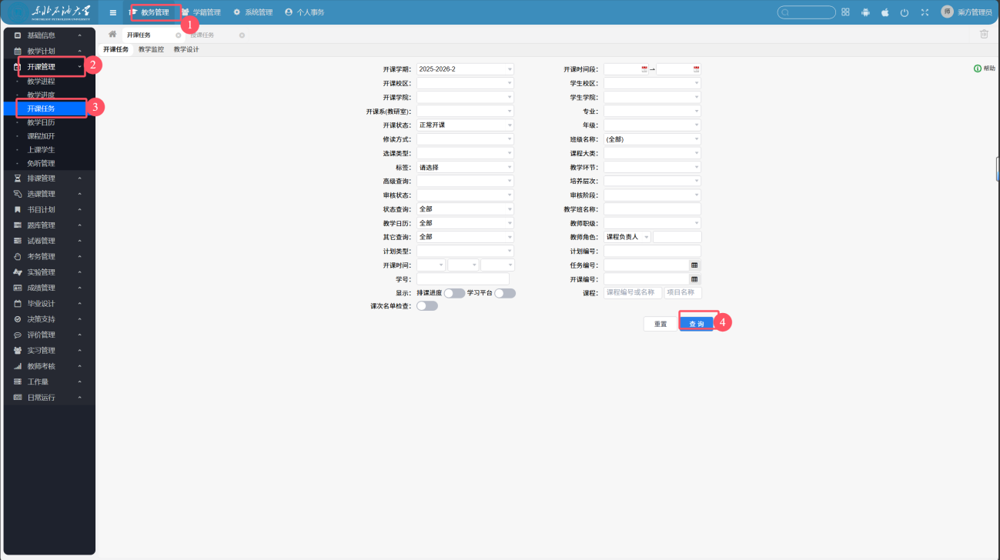 东北石油大学
NORTHEAST PETROLEUM UNIVERSITY
教务管理
学籍管理
系统管理
个人事务
师
乘方管理员
1
基础信息
教学计划
开课管理
2
教学进程
教学进度
开课任务
3
教学日历
课程加开
上课学生
免听管理
排课管理
选课管理
书目计划
题库管理
试卷管理
考务管理
实验管理
成绩管理
毕业设计
决策支持
评价管理
实习管理
教师考核
工作量
日常运行
开课任务
授课任务
开课任务 教学监控 教学设计
帮助
开课学期: 2025-2026-2 开课时间段:
开课校区: 学生校区:
开课学院: 学生学院:
开课系(教研室): 专业:
开课状态: 正常开课 年级:
修读方式: 班级名称: (全部)
选课类型: 课程大类:
标签: 请选择 教学环节:
高级查询: 培养层次:
审核状态: 审核阶段:
状态查询: 全部 教学班名称:
教学日历: 全部 教师职级:
其它查询: 全部 教师角色: 课程负责人
计划类型: 计划编号:
开课时间: 任务编号:
学号: 开课编号:
显示: 排课进度 学习平台 课程: 课程编号或名称 项目名称
课次名单检查:
重置 查 询 4